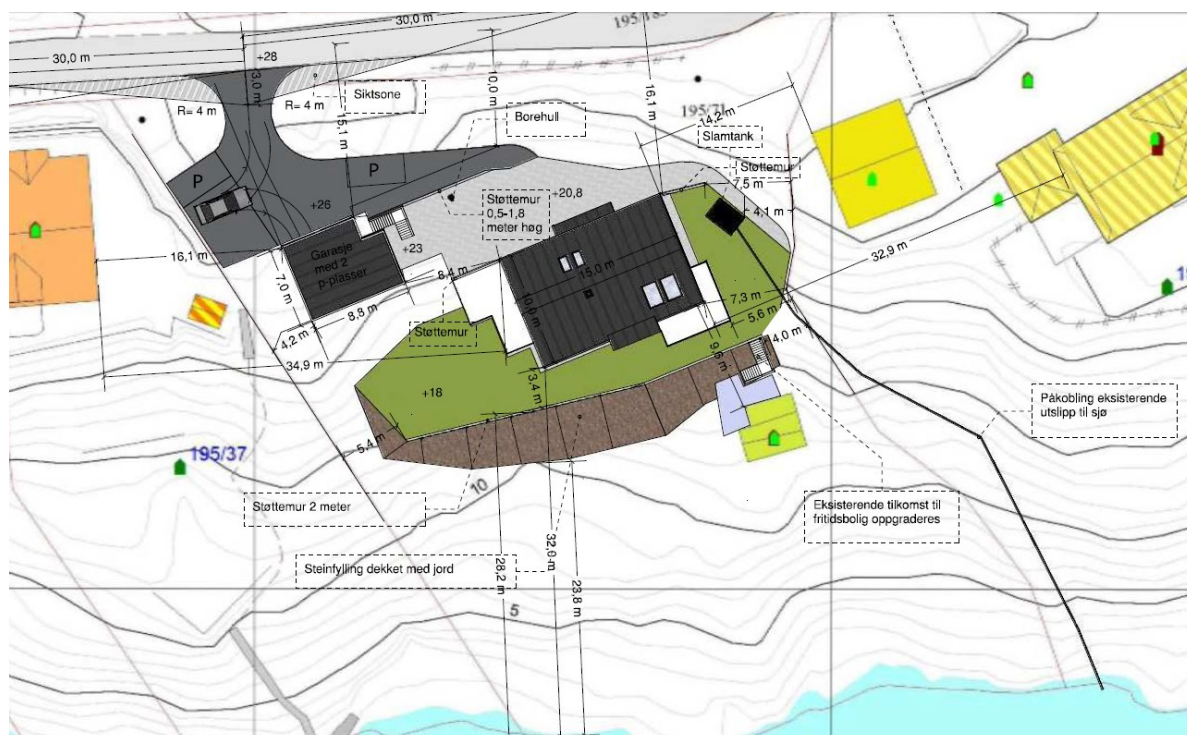 30,0 m
195/185
30,0 m
+28
3,0 m
R= 4 m
R= 4 m
Siktsone
10,0 m
16,1 m
195/71
15,1 m
Borehull
14,2 m
Slamtank
Støttemur
P
P
7,5 m
+20,8
Støttemur
0,5-1,8
meter høg
+26
4,1 m
+23
Garasje
med 2
p-plasser
16,1 m
7,0 m
8,4 m
15,0 m
32,9 m
10,0 m
7,3 m
8,8 m
5,6 m
4,2 m
Støttemur
4,0 m
9,6 m
34,9 m
3,4 m
+18
Påkobling eksisterende
utslipp til sjø
5,4 m
195/37
10
Støttemur 2 meter
Eksisterende tilkomst til
fritidsbolig oppgraderes
Steinfylling dekket med jord
28,2 m
32,0 m
23,8 m
5